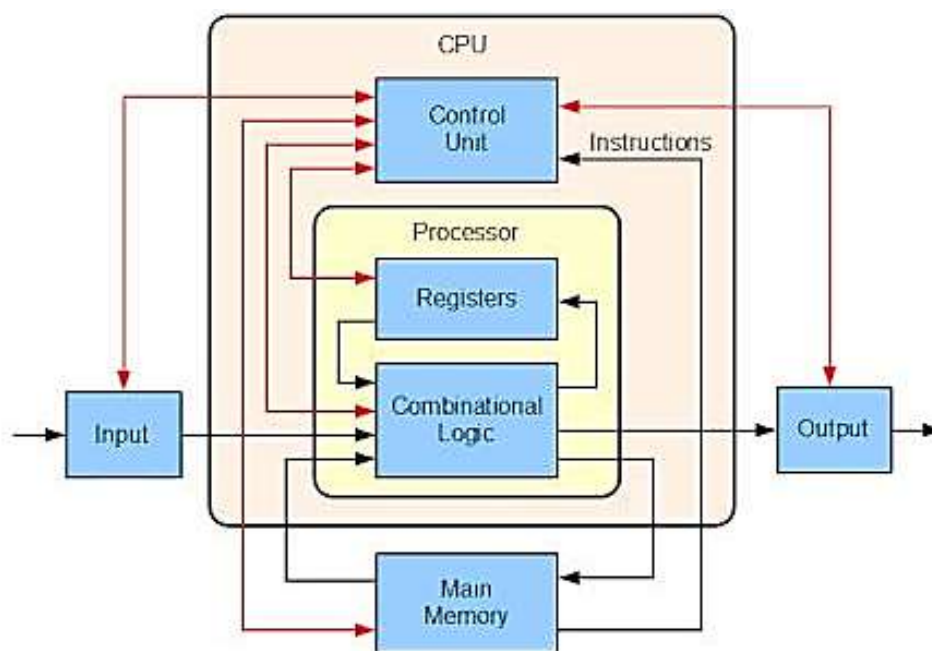 CPU
Control
Unit
Instructions
Processor
Registers
Combinational
Logic
Input
Output
Main
Memory